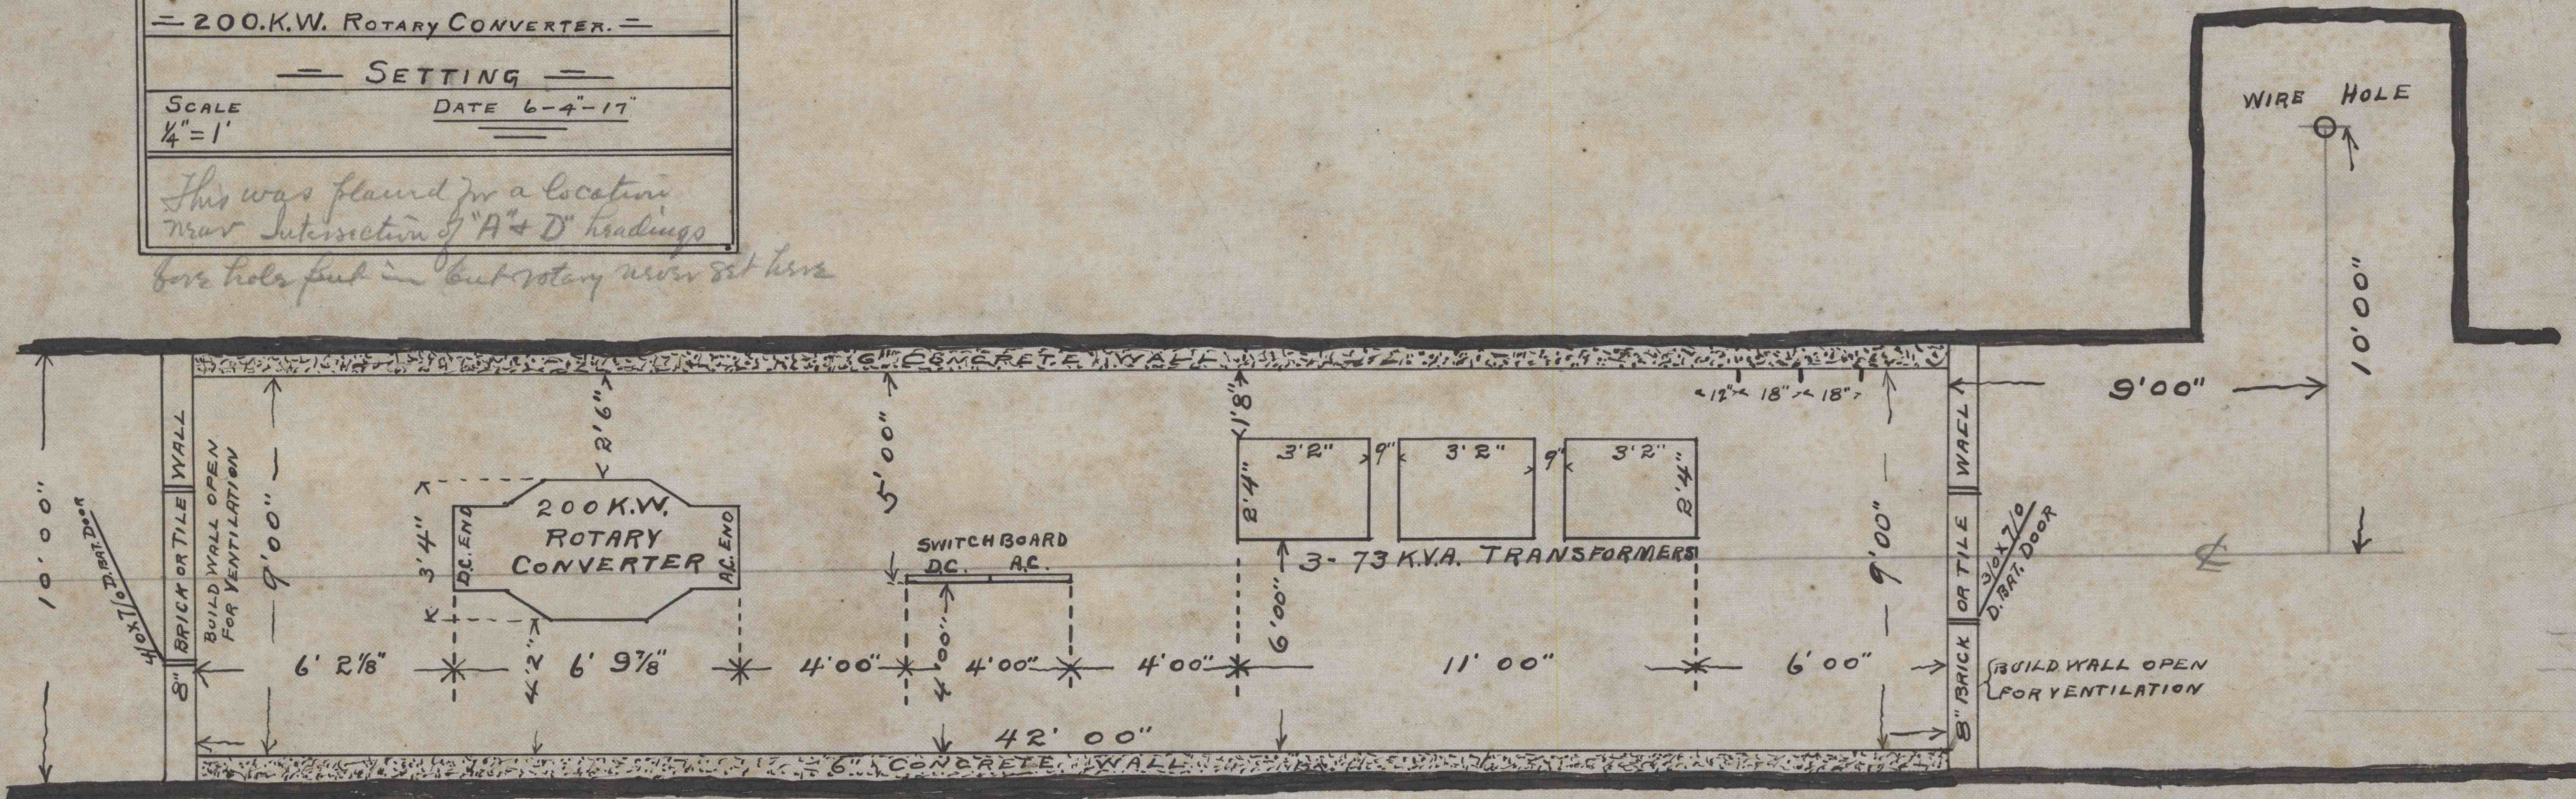 200.K.W. ROTARY CONVERTER.
SETTING
SCALE
¼"=1'
DATE 6-4"-17"
This was planed for a location
near Intersection of "A" & D" headings
bore holes put in but rotary never set here
WIRE HOLE
10'00"
9'00"
6" CONCRETE WALL
10'00"
4/0x7/0 D.BAT.DOOR
8" BRICK OR TILE WALL
BUILD WALL OPEN
FOR VENTILATION
9'00"
2'6"
3'4"
D.C. END
200 K.W.
ROTARY
CONVERTER
A.C. END
4'2"
5'00"
SWITCHBOARD
D.C. A.C.
4'00"
1'8"
3'2" 9" 3'2" 9" 3'2"
2'4" 2'4"
3-73 K.V.A. TRANSFORMERS
6'00"
12" 18" 18"
9'00"
6' 2⅛" 6' 9⅞" 4'00" 4'00" 4'00" 11' 00" 6' 00"
42' 00"
6" CONCRETE WALL
8" BRICK OR TILE WALL
3/0x7/0
D. BAT. DOOR
BUILD WALL OPEN
FOR VENTILATION
℄